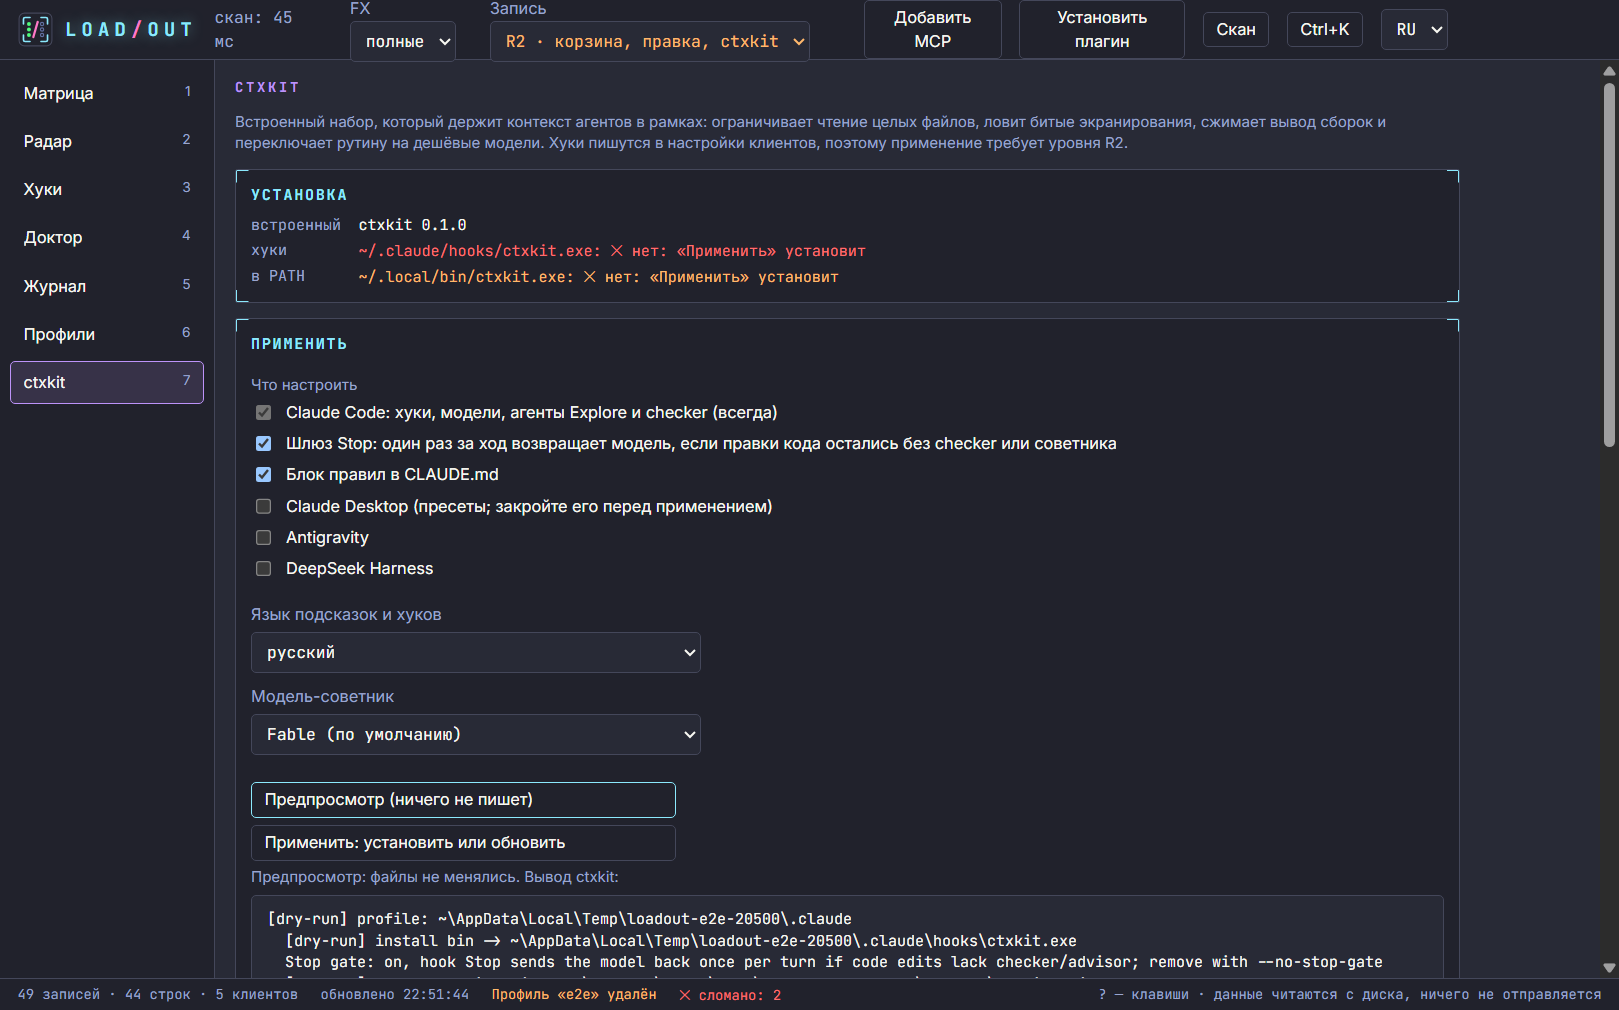 LOAD/OUT
скан: 45 мс
FX
полные
Запись
R2 · корзина, правка, ctxkit
Добавить MCP
Установить плагин
Скан
Ctrl+K
RU
Матрица 1
Радар 2
Хуки 3
Доктор 4
Журнал 5
Профили 6
ctxkit 7
CTXKIT
Встроенный набор, который держит контекст агентов в рамках: ограничивает чтение целых файлов, ловит битые экранирования, сжимает вывод сборок и
переключает рутину на дешёвые модели. Хуки пишутся в настройки клиентов, поэтому применение требует уровня R2.
УСТАНОВКА
встроенный ctxkit 0.1.0
хуки ~/.claude/hooks/ctxkit.exe: ✕ нет: «Применить» установит
в PATH ~/.local/bin/ctxkit.exe: ✕ нет: «Применить» установит
ПРИМЕНИТЬ
Что настроить
Claude Code: хуки, модели, агенты Explore и checker (всегда)
Шлюз Stop: один раз за ход возвращает модель, если правки кода остались без checker или советника
Блок правил в CLAUDE.md
Claude Desktop (пресеты; закройте его перед применением)
Antigravity
DeepSeek Harness
Язык подсказок и хуков
русский
Модель-советник
Fable (по умолчанию)
Предпросмотр (ничего не пишет)
Применить: установить или обновить
Предпросмотр: файлы не менялись. Вывод ctxkit:
[dry-run] profile: ~\AppData\Local\Temp\loadout-e2e-20500\.claude
[dry-run] install bin → ~\AppData\Local\Temp\loadout-e2e-20500\.claude\hooks\ctxkit.exe
Stop gate: on, hook Stop sends the model back once per turn if code edits lack checker/advisor; remove with --no-stop-gate
49 записей · 44 строк · 5 клиентов обновлено 22:51:44 Профиль «e2e» удалён ✕ сломано: 2 ? — клавиши · данные читаются с диска, ничего не отправляется